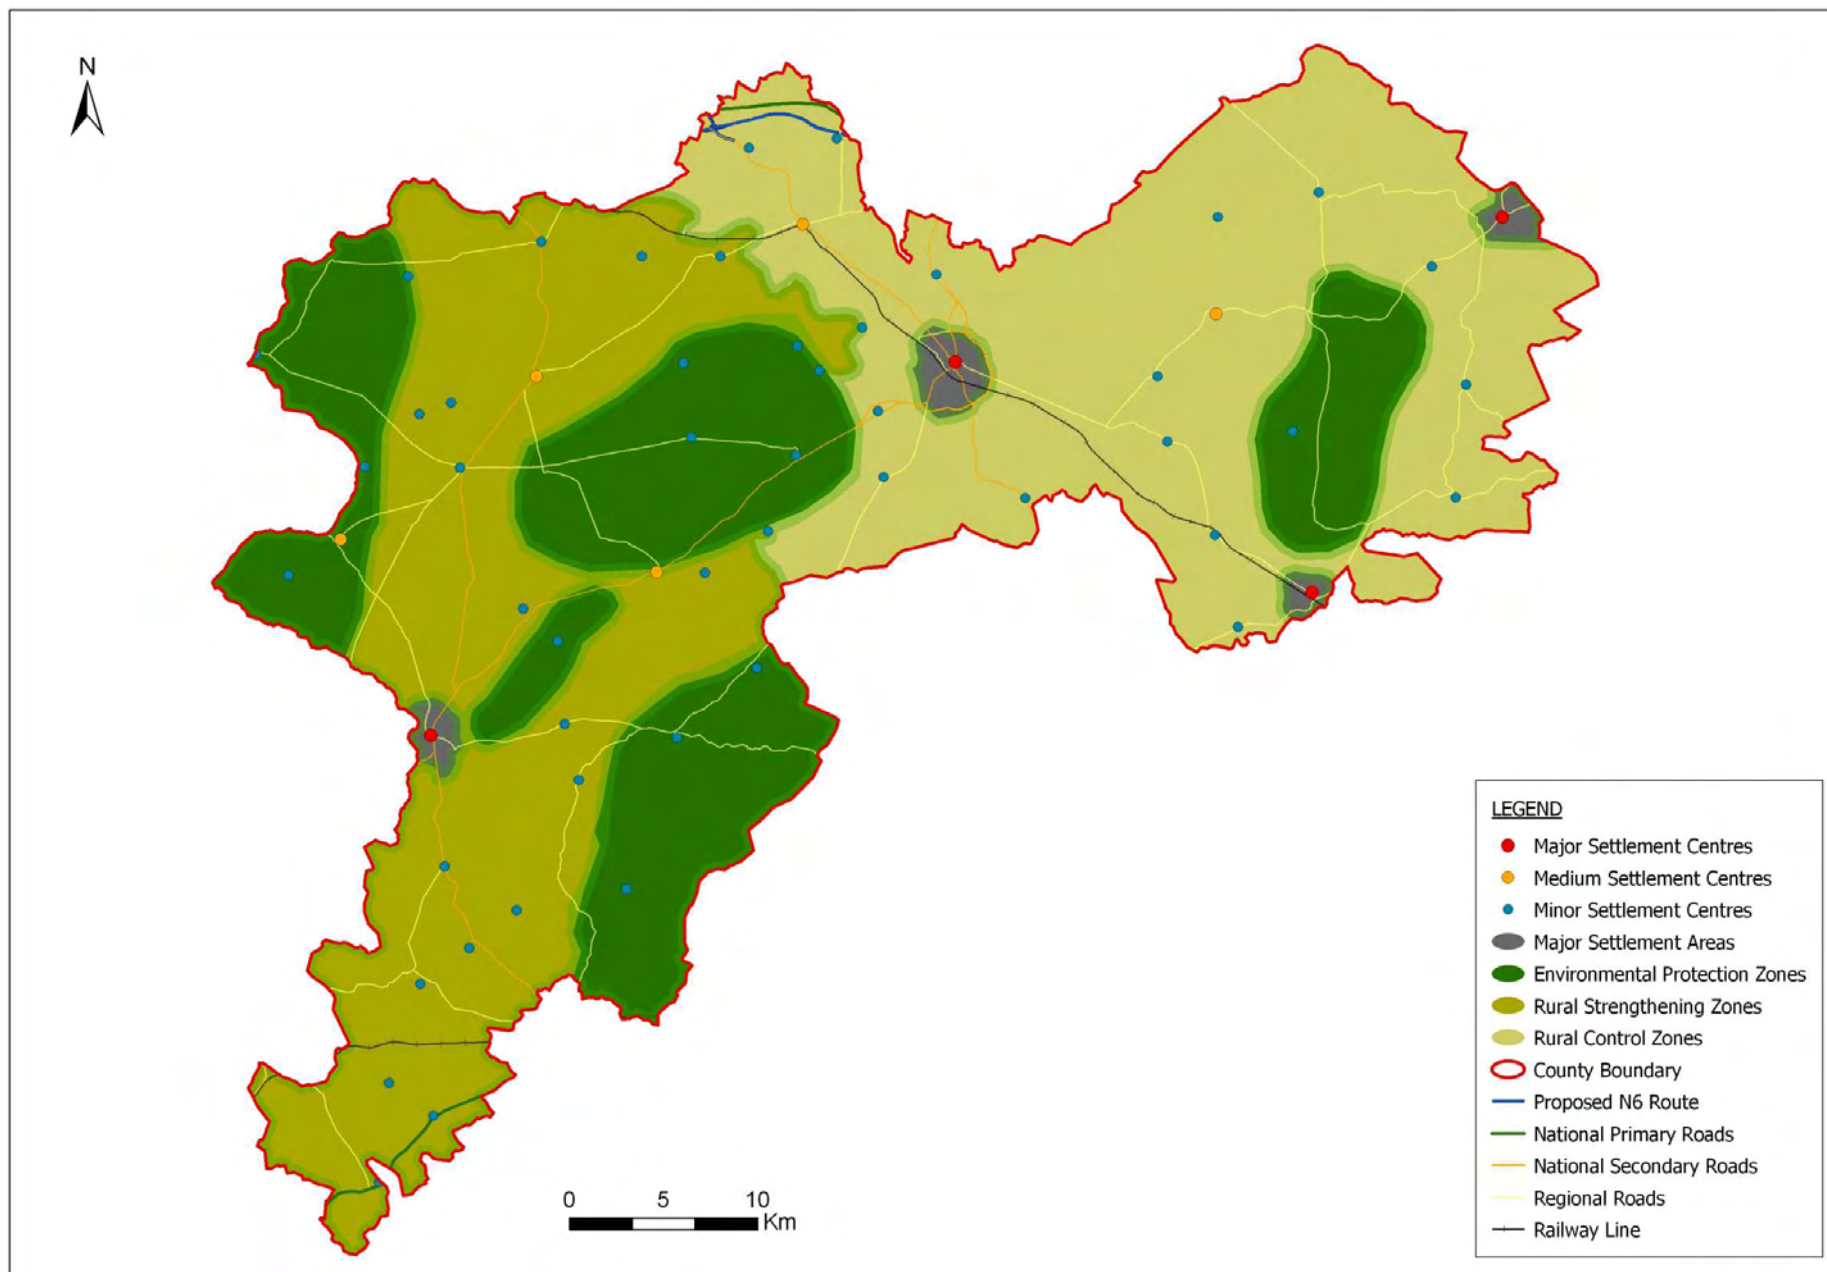 N
LEGEND
Major Settlement Centres
Medium Settlement Centres
Minor Settlement Centres
Major Settlement Areas
Environmental Protection Zones
Rural Strengthening Zones
Rural Control Zones
County Boundary
Proposed N6 Route
National Primary Roads
National Secondary Roads
Regional Roads
Railway Line
0 5 10
Km